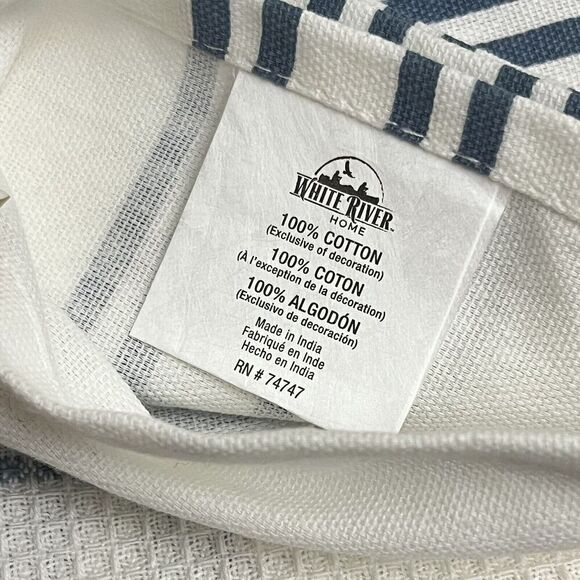 WHITE RIVER™
HOME
100% COTTON
(Exclusive of decoration)
100% COTON
(À l'exception de la décoration)
100% ALGODÓN
(Exclusivo de decoración)
Made in India
Fabriqué en Inde
Hecho en India
RN # 74747